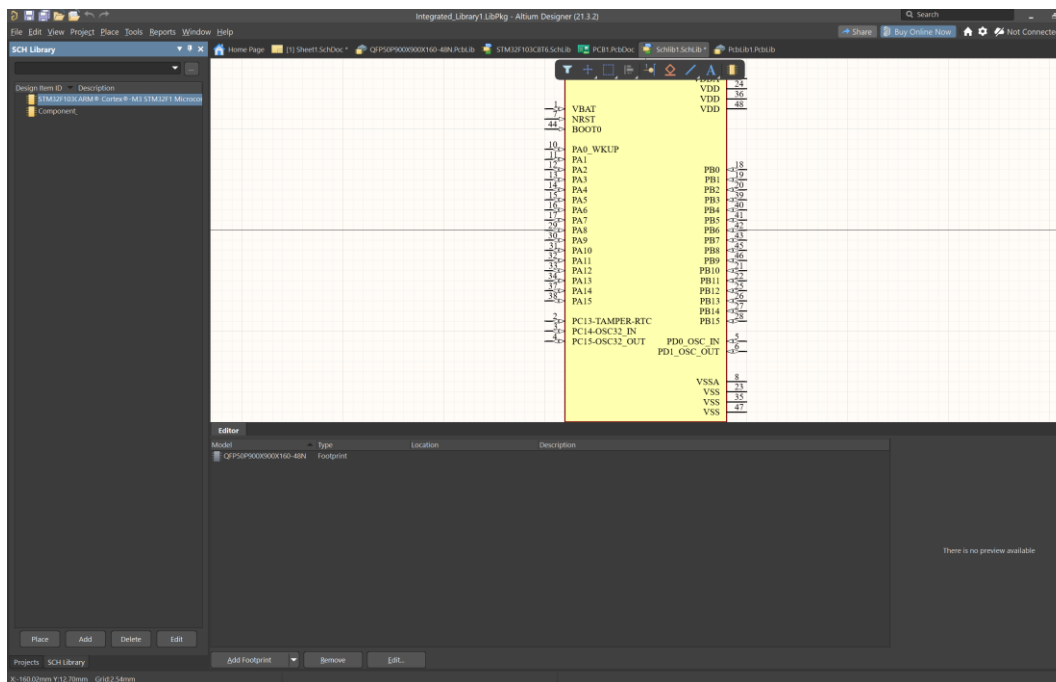 Integrated_Library1.LibPkg - Altium Designer (21.3.2)
Search
File Edit View Project Place Tools Reports Window Help
Share
Buy Online Now
Not Connected
SCH Library
Home Page
[1] Sheet1.SchDoc *
QFP50P900X900X160-48N.PcbLib
STM32F103C8T6.SchLib
PCB1.PcbDoc
Schlib1.SchLib *
PcbLib1.PcbLib
Design Item ID Description
STM32F103( ARM® Cortex®-M3 STM32F1 Microcon
Component_
VDDA 24
VDD 36
VDD 48
VDD
1 VBAT
7 NRST
44 BOOT0
10 PA0_WKUP
11 PA1
12 PA2
13 PA3
14 PA4
15 PA5
16 PA6
17 PA7
29 PA8
30 PA9
31 PA10
32 PA11
33 PA12
34 PA13
37 PA14
38 PA15
PB0 18
PB1 19
PB2 20
PB3 39
PB4 40
PB5 41
PB6 42
PB7 43
PB8 45
PB9 46
PB10 21
PB11 22
PB12 25
PB13 26
PB14 27
PB15 28
2 PC13-TAMPER-RTC
3 PC14-OSC32_IN
4 PC15-OSC32_OUT
PD0_OSC_IN 5
PD1_OSC_OUT 6
VSSA 8
VSS 23
VSS 35
VSS 47
Editor
Model Type Location Description
QFP50P900X900X160-48N Footprint
There is no preview available
Place Add Delete Edit
Add Footprint Remove Edit...
Projects SCH Library
X:-160.02mm Y:12.70mm Grid:2.54mm